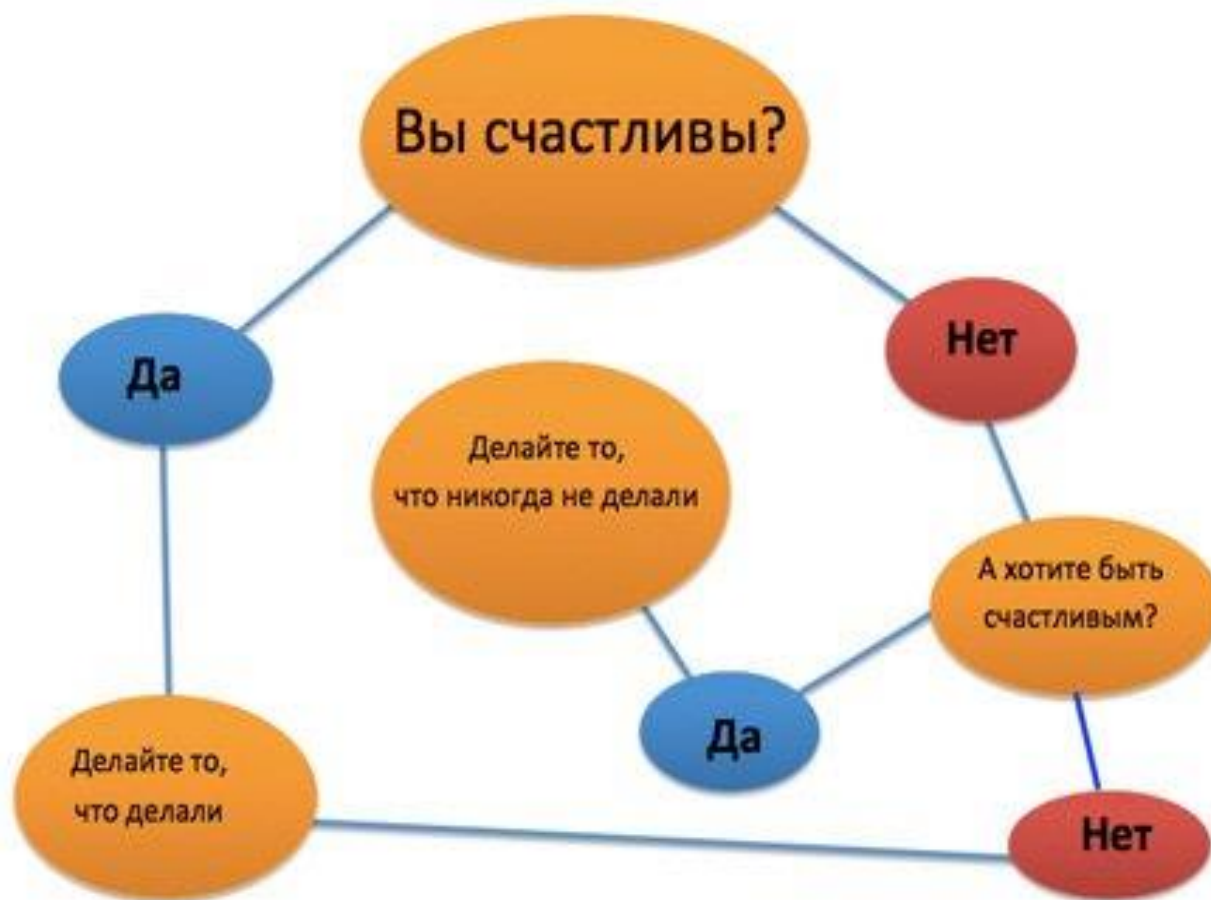 Вы счастливы?
Да
Нет
Делайте то,
что никогда не делали
А хотите быть
счастливым?
Да
Делайте то,
что делали
Нет